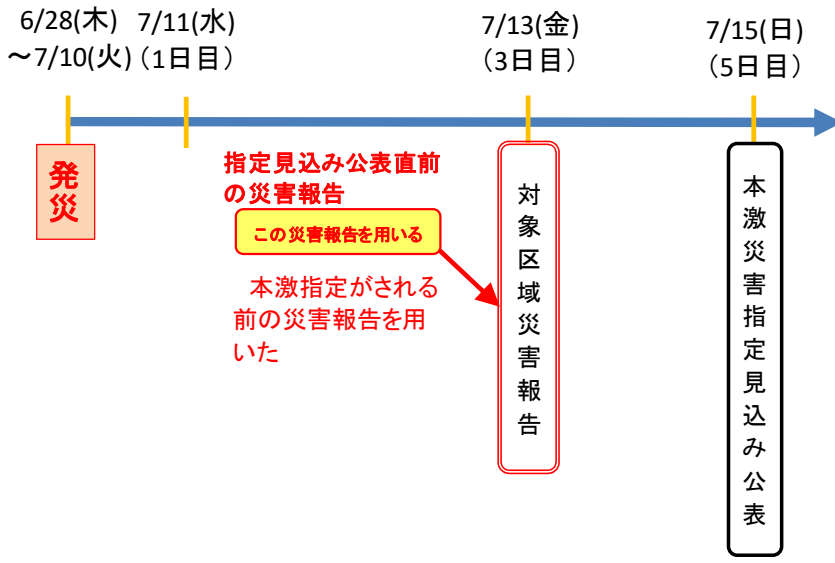 6/28(木)
～7/10(火)
7/11(水)
（1日目）
7/13(金)
（3日目）
7/15(日)
（5日目）
発災
指定見込み公表直前
の災害報告
この災害報告を用いる
本激指定がされる
前の災害報告を用
いた
対象区域災害報告
本激災害指定見込み公表